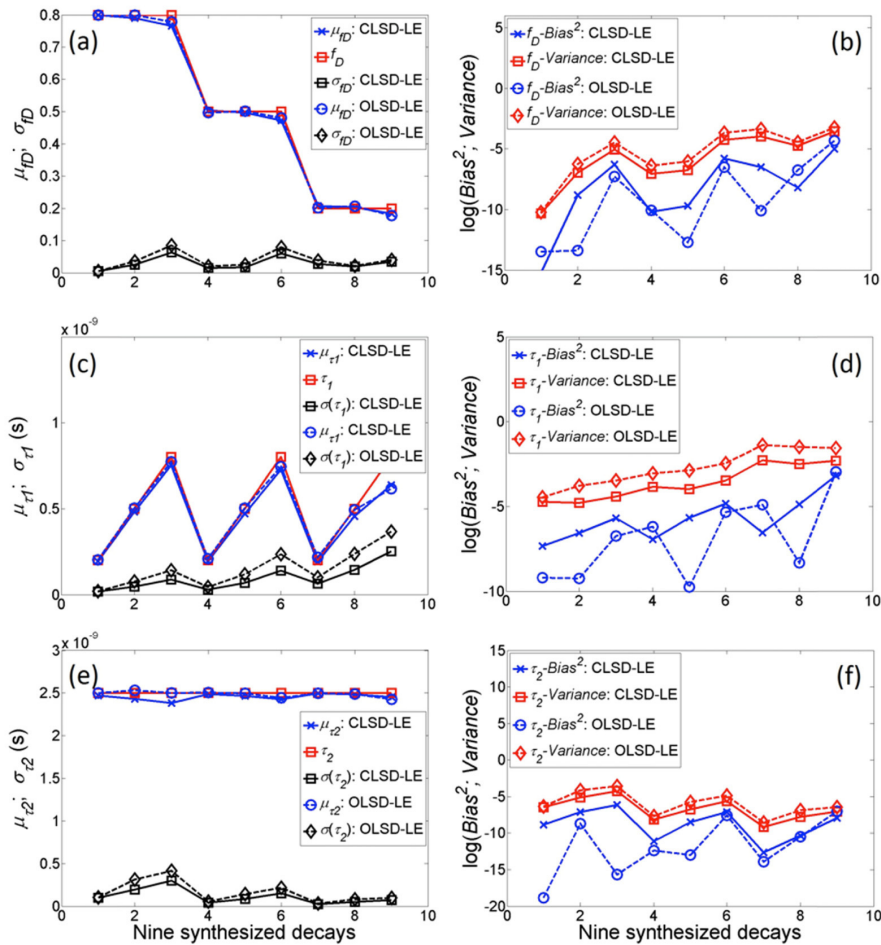 (a)
μfD: CLSD-LE
fD
σfD: CLSD-LE
μfD: OLSD-LE
σfD: OLSD-LE
μfD; σfD
0.8
0.7
0.6
0.5
0.4
0.3
0.2
0.1
0
0 2 4 6 8 10
(b)
fD-Bias²: CLSD-LE
fD-Variance: CLSD-LE
fD-Bias²: OLSD-LE
fD-Variance: OLSD-LE
log(Bias²; Variance)
5
0
-5
-10
-15
0 2 4 6 8 10
x 10⁻⁹
(c)
μτ1: CLSD-LE
τ1
σ(τ1): CLSD-LE
μτ1: CLSD-LE
σ(τ1): OLSD-LE
μτ1; στ1 (s)
1
0.5
0
0 2 4 6 8 10
(d)
τ1-Bias²: CLSD-LE
τ1-Variance: CLSD-LE
τ1-Bias²: OLSD-LE
τ1-Variance: OLSD-LE
log(Bias²; Variance)
5
0
-5
-10
0 2 4 6 8 10
x 10⁻⁹
(e)
μτ2: CLSD-LE
τ2
σ(τ2): CLSD-LE
μτ2: OLSD-LE
σ(τ2): OLSD-LE
μτ2; στ2 (s)
3
2.5
2
1.5
1
0.5
0
0 2 4 6 8 10
Nine synthesized decays
(f)
τ2-Bias²: CLSD-LE
τ2-Variance: CLSD-LE
τ2-Bias²: OLSD-LE
τ2-Variance: OLSD-LE
log(Bias²; Variance)
15
10
5
0
-5
-10
-15
-20
0 2 4 6 8 10
Nine synthesized decays